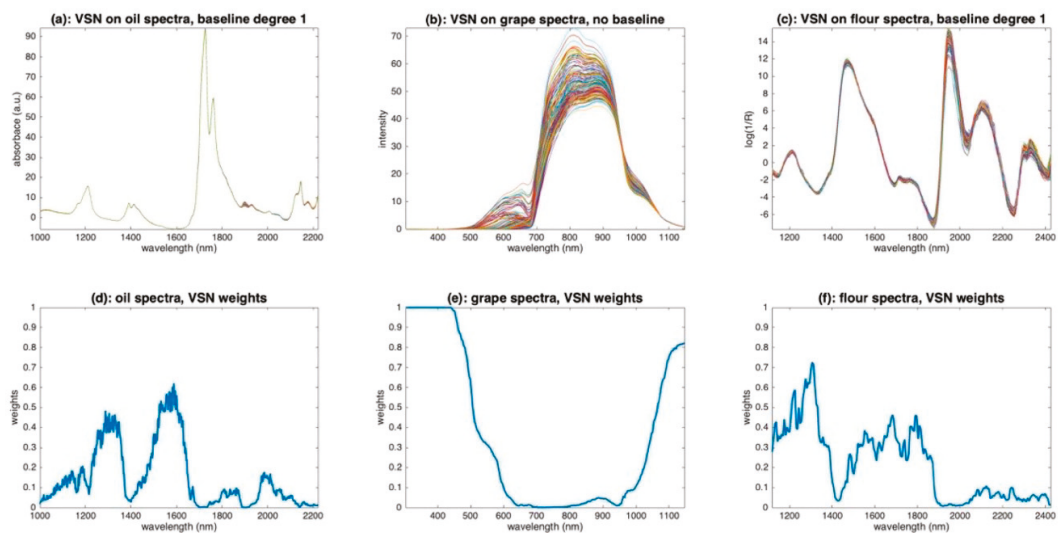 (a): VSN on oil spectra, baseline degree 1
90
80
70
60
50
40
30
20
10
0
absorbace (a.u.)
1000 1200 1400 1600 1800 2000 2200
wavelength (nm)
(b): VSN on grape spectra, no baseline
70
60
50
40
30
20
10
0
intensity
400 500 600 700 800 900 1000 1100
wavelength (nm)
(c): VSN on flour spectra, baseline degree 1
14
12
10
8
6
4
2
0
-2
-4
-6
log(1/R)
1200 1400 1600 1800 2000 2200 2400
wavelength (nm)
(d): oil spectra, VSN weights
1
0.9
0.8
0.7
0.6
0.5
0.4
0.3
0.2
0.1
0
weights
1000 1200 1400 1600 1800 2000 2200
wavelength (nm)
(e): grape spectra, VSN weights
1
0.9
0.8
0.7
0.6
0.5
0.4
0.3
0.2
0.1
0
weights
400 500 600 700 800 900 1000 1100
wavelength (nm)
(f): flour spectra, VSN weights
1
0.9
0.8
0.7
0.6
0.5
0.4
0.3
0.2
0.1
0
weights
1200 1400 1600 1800 2000 2200 2400
wavelength (nm)